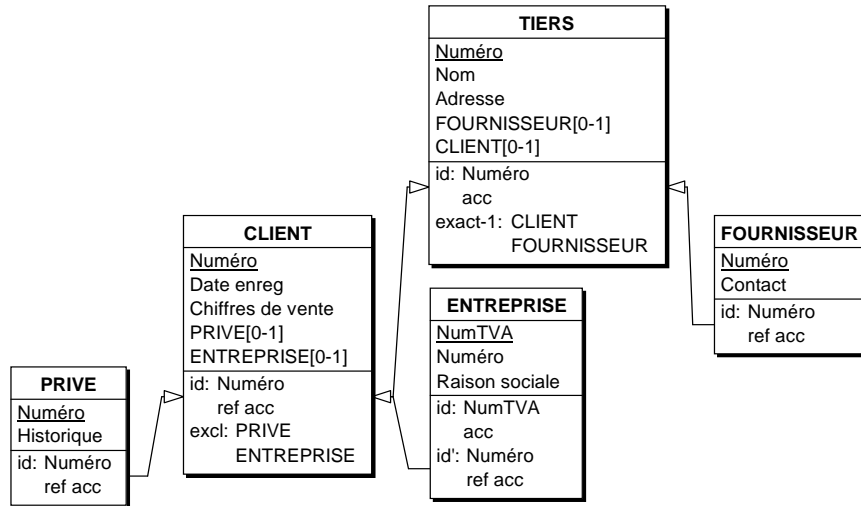 TIERS
Numéro
Nom
Adresse
FOURNISSEUR[0-1]
CLIENT[0-1]
id: Numéro
acc
exact-1: CLIENT
FOURNISSEUR
CLIENT
Numéro
Date enreg
Chiffres de vente
PRIVE[0-1]
ENTREPRISE[0-1]
id: Numéro
ref acc
excl: PRIVE
ENTREPRISE
FOURNISSEUR
Numéro
Contact
id: Numéro
ref acc
ENTREPRISE
NumTVA
Numéro
Raison sociale
id: NumTVA
acc
id': Numéro
ref acc
PRIVE
Numéro
Historique
id: Numéro
ref acc